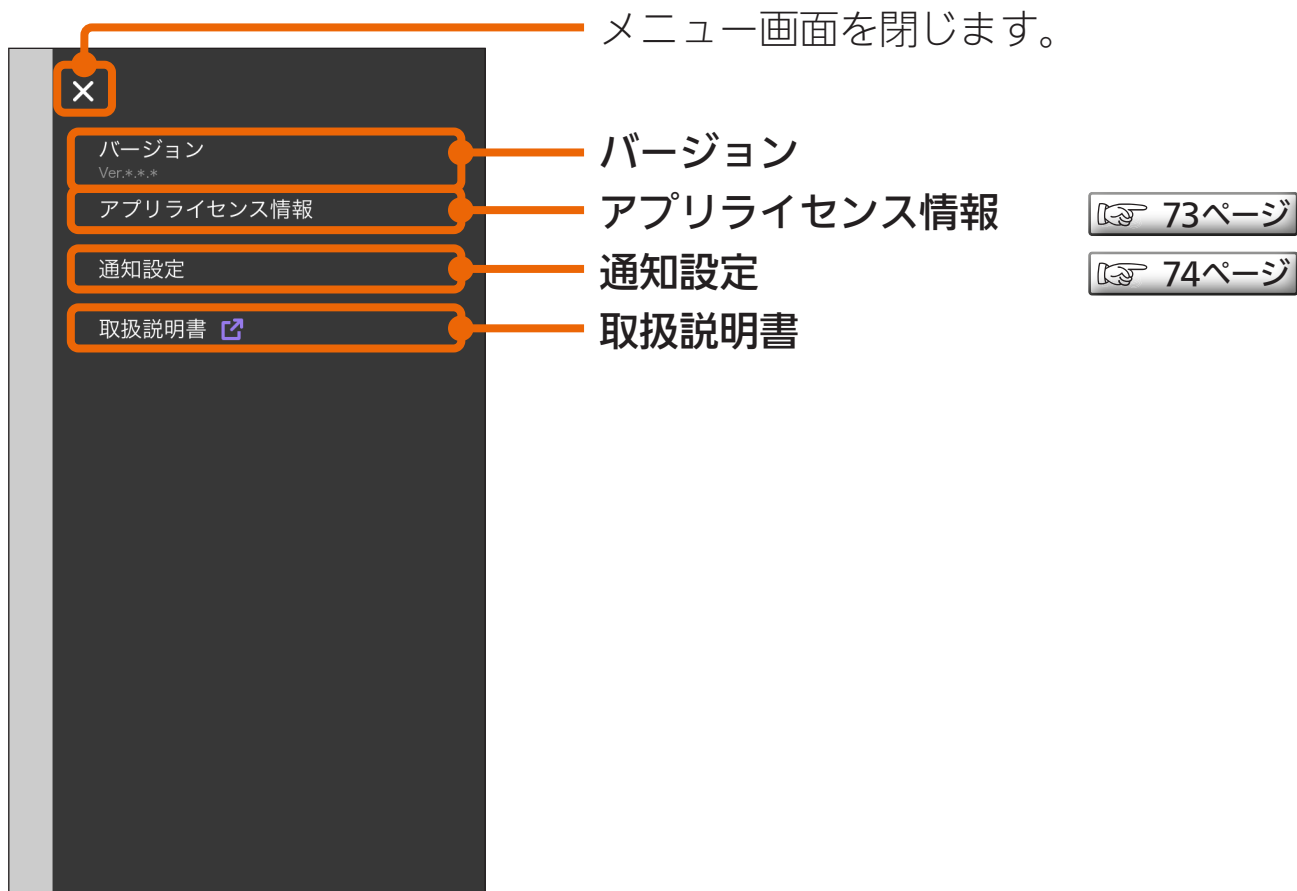 メニュー画面を閉じます。
バージョン
Ver.*.*.*
アプリライセンス情報
通知設定
取扱説明書
バージョン
アプリライセンス情報 73ページ
通知設定 74ページ
取扱説明書